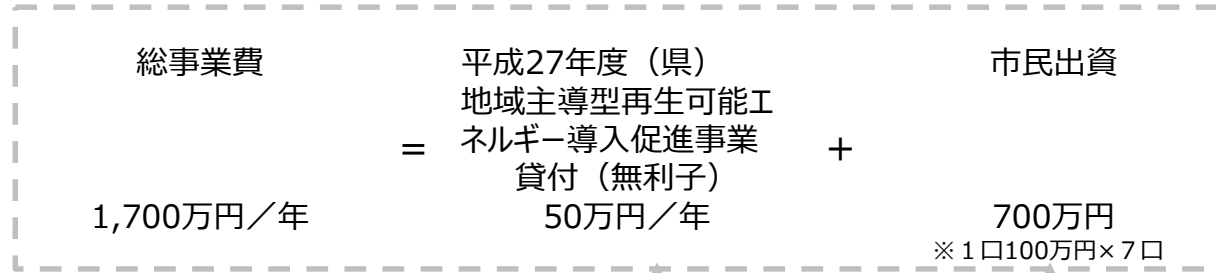 総事業費
=
1,700万円／年
平成27年度（県）
地域主導型再生可能エ
ネルギー導入促進事業
貸付（無利子）
50万円／年
+
市民出資
700万円
※１口100万円×７口